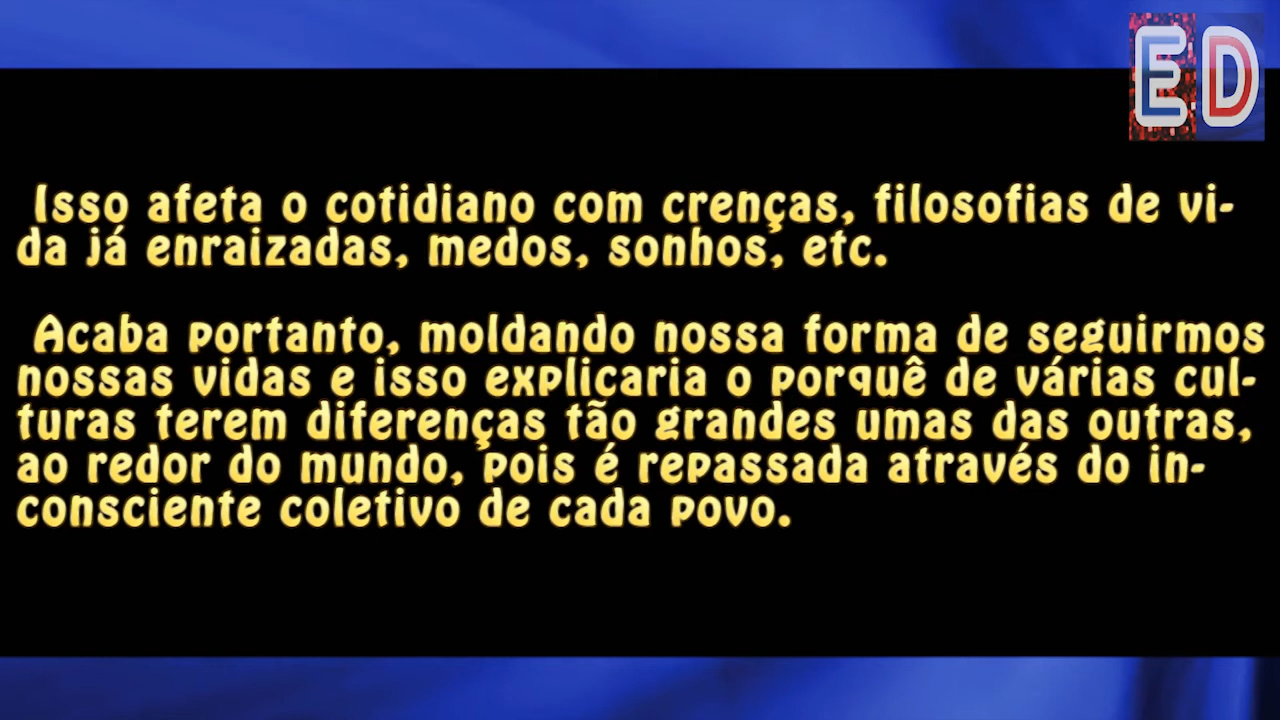 ED
Isso afeta o cotidiano com crenças, filosofias de vi-
da já enraizadas, medos, sonhos, etc.
Acaba portanto, moldando nossa forma de seguirmos
nossas vidas e isso explicaria o porquê de várias cul-
turas terem diferenças tão grandes umas das outras,
ao redor do mundo, pois é repassada através do in-
consciente coletivo de cada povo.